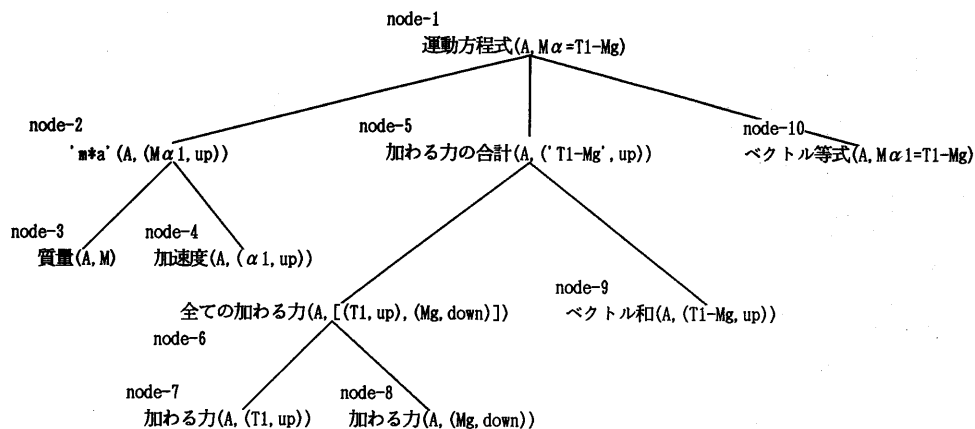 node-1
運動方程式(A,Mα=T1-Mg)
node-2
'm*a'(A,(Mα1,up))
node-5
加わる力の合計(A,('T1-Mg',up))
node-10
ベクトル等式(A,Mα1=T1-Mg)
node-3
質量(A,M)
node-4
加速度(A,(α1,up))
全ての加わる力(A,[(T1,up),(Mg,down)])
node-6
node-9
ベクトル和(A,(T1-Mg,up))
node-7
加わる力(A,(T1,up))
node-8
加わる力(A,(Mg,down))